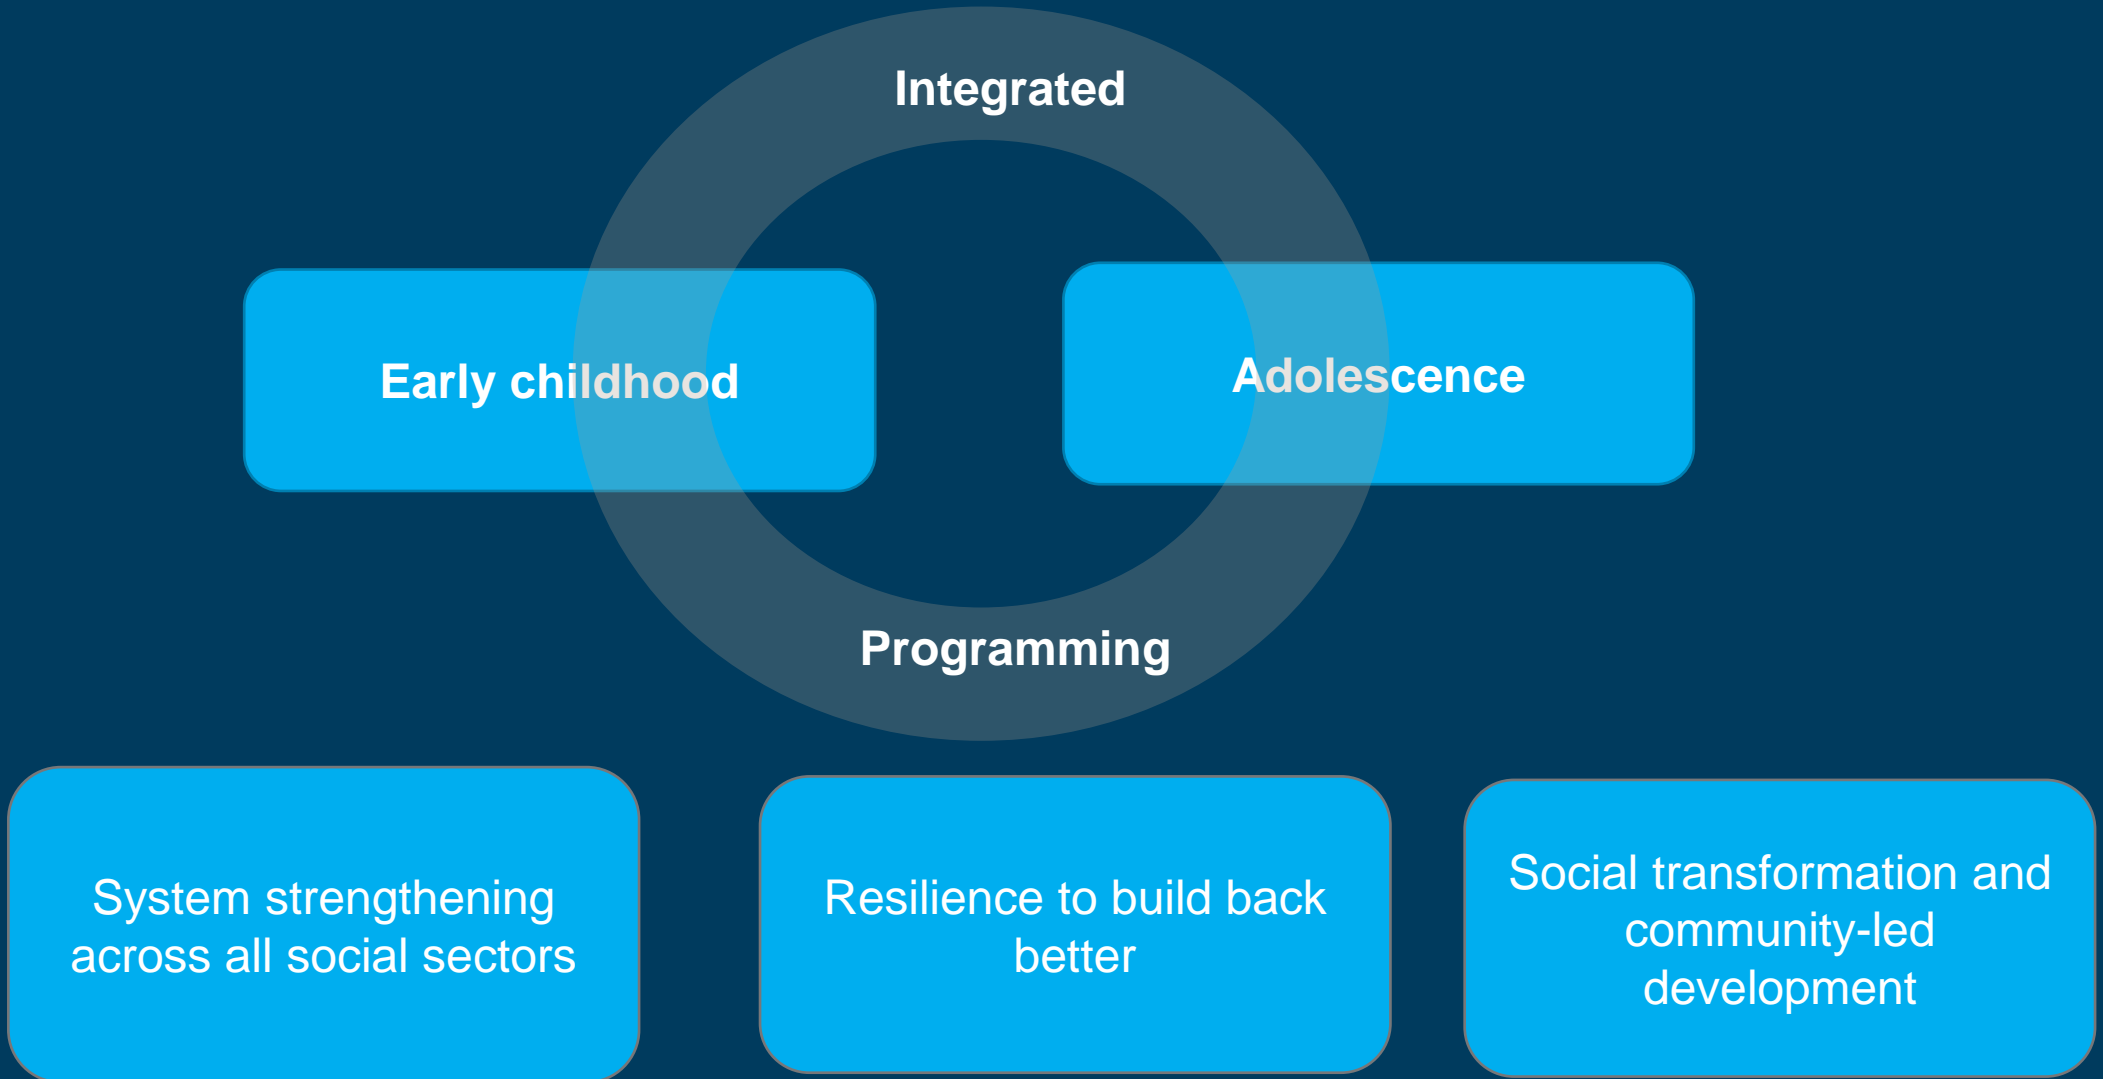 Integrated
Early childhood
Adolescence
Programming
System strengthening
across all social sectors
Resilience to build back
better
Social transformation and
community-led
development